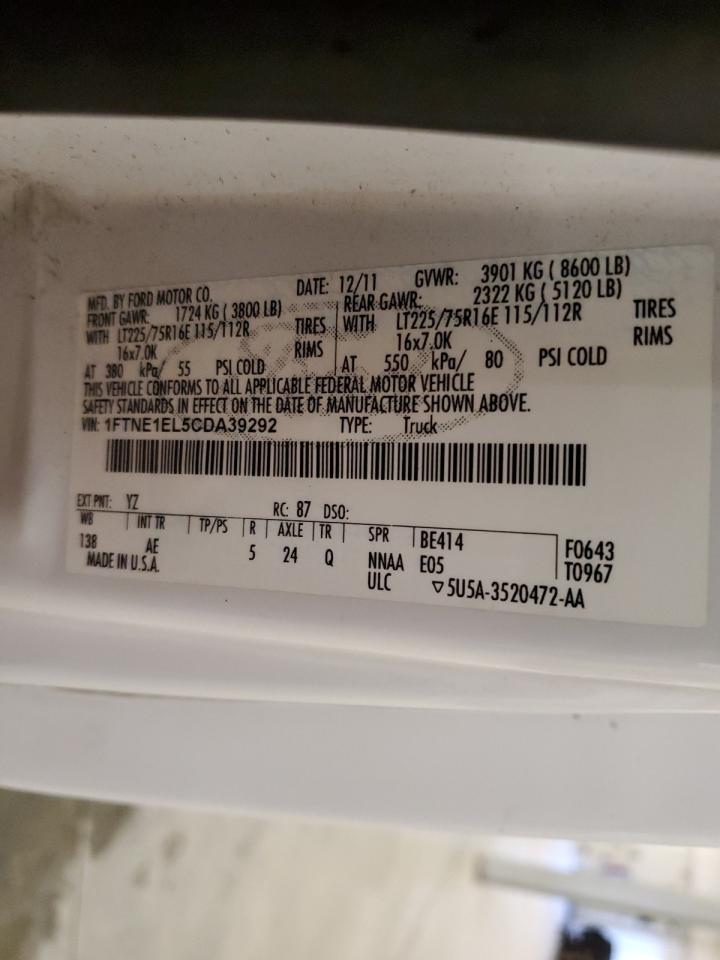 MFD. BY FORD MOTOR CO. DATE: 12/11 GVWR: 3901 KG ( 8600 LB)
FRONT GAWR: 1724 KG ( 3800 LB) REAR GAWR: 2322 KG ( 5120 LB)
WITH LT225/75R16E 115/112R TIRES WITH LT225/75R16E 115/112R TIRES
16x7.0K RIMS 16x7.0K RIMS
AT 380 kPa/ 55 PSI COLD AT 550 kPa/ 80 PSI COLD
THIS VEHICLE CONFORMS TO ALL APPLICABLE FEDERAL MOTOR VEHICLE
SAFETY STANDARDS IN EFFECT ON THE DATE OF MANUFACTURE SHOWN ABOVE.
VIN: 1FTNE1EL5CDA39292 TYPE: Truck
EXT PNT: YZ RC: 87 DSO:
WB INT TR TP/PS R AXLE TR SPR BE414
138 AE 5 24 Q NNAA E05 F0643
MADE IN U.S.A. ULC ▽5U5A-3520472-AA T0967